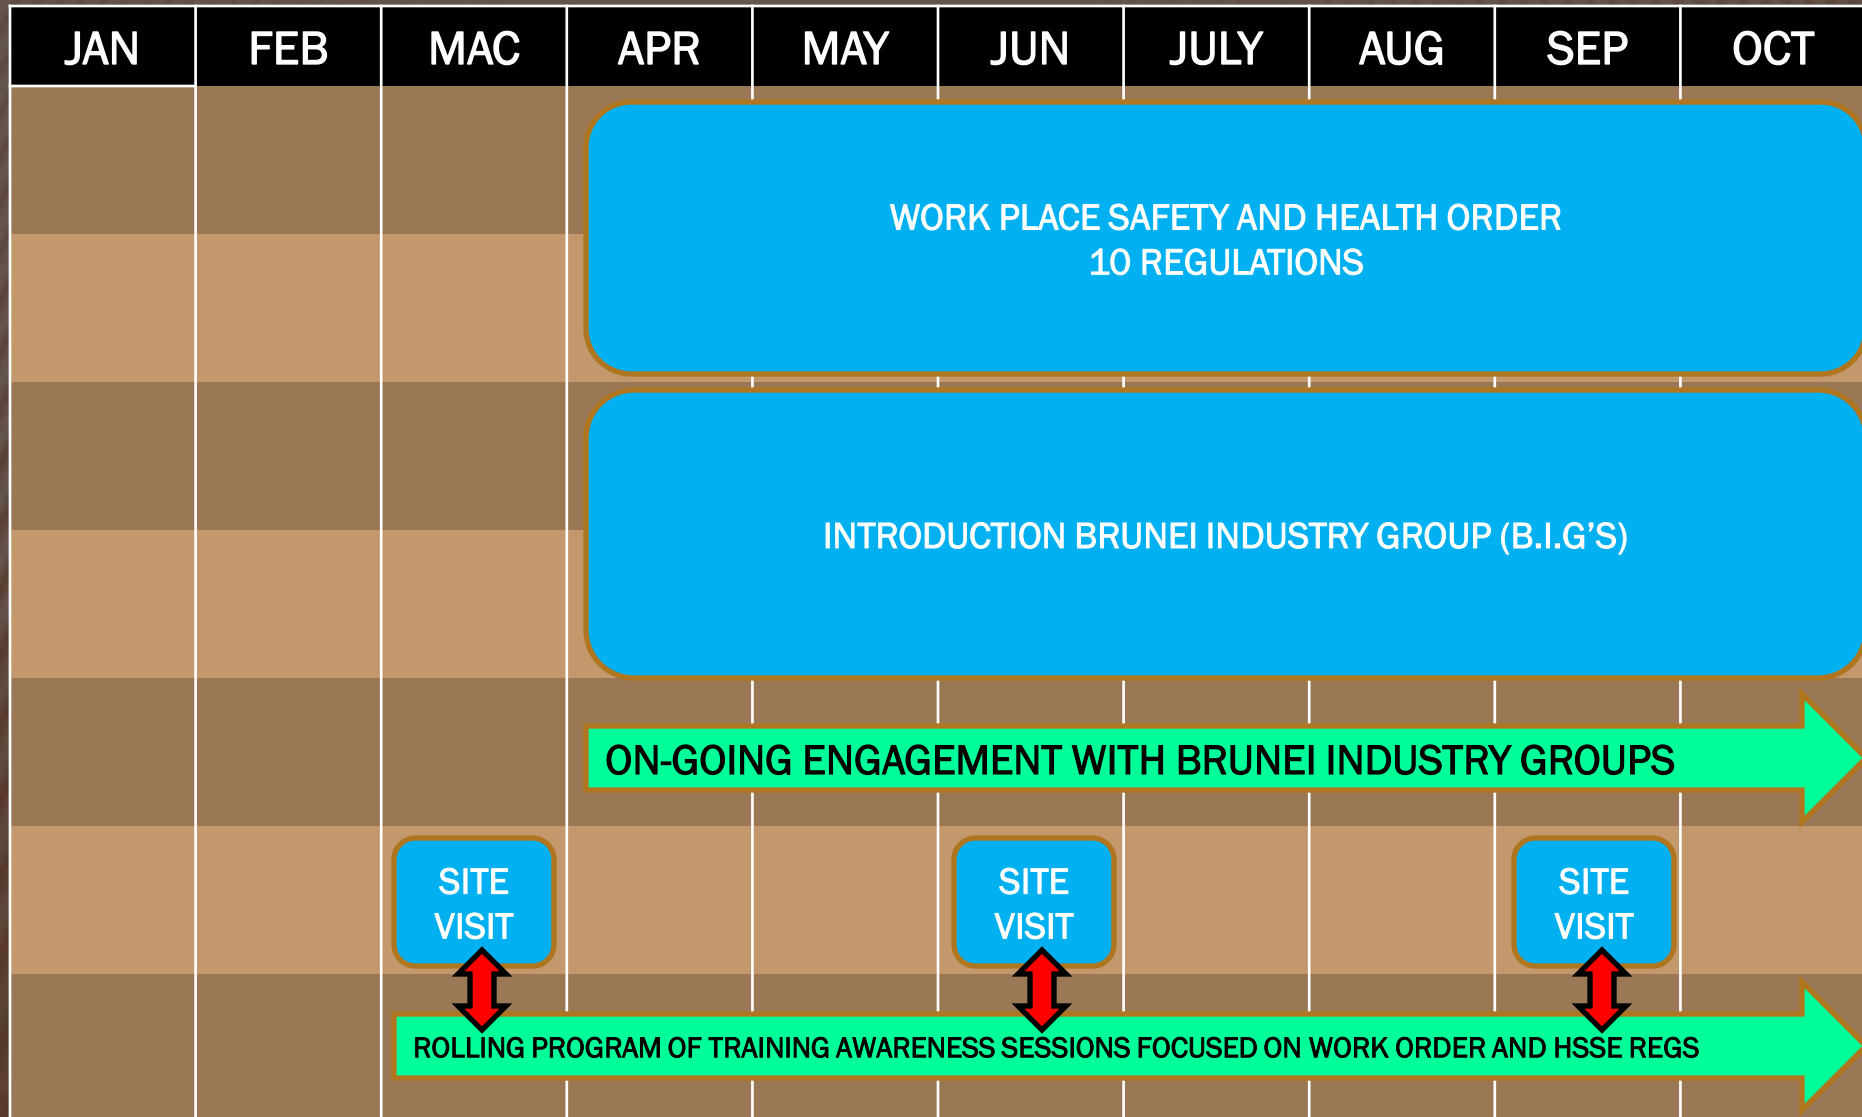 JAN FEB MAC APR MAY JUN JULY AUG SEP OCT
WORK PLACE SAFETY AND HEALTH ORDER
10 REGULATIONS
INTRODUCTION BRUNEI INDUSTRY GROUP (B.I.G’S)
ON-GOING ENGAGEMENT WITH BRUNEI INDUSTRY GROUPS
SITE
VISIT
SITE
VISIT
SITE
VISIT
ROLLING PROGRAM OF TRAINING AWARENESS SESSIONS FOCUSED ON WORK ORDER AND HSSE REGS